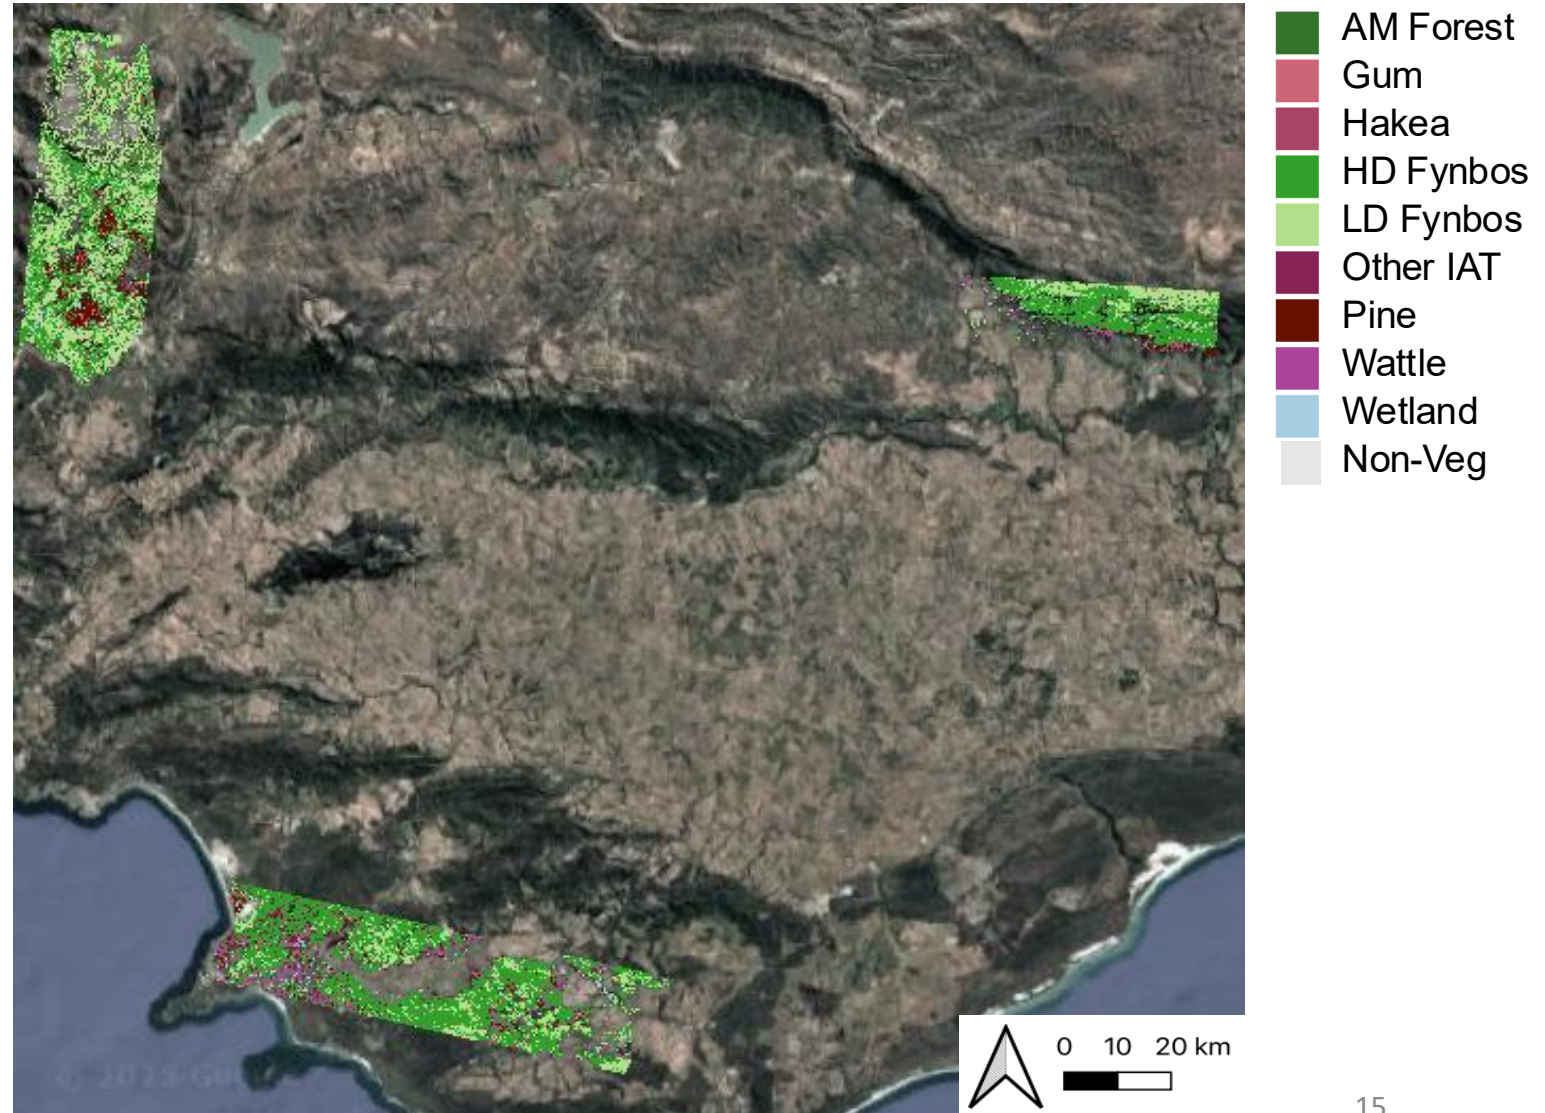 AM Forest
Gum
Hakea
HD Fynbos
LD Fynbos
Other IAT
Pine
Wattle
Wetland
Non-Veg
0 10 20 km
15